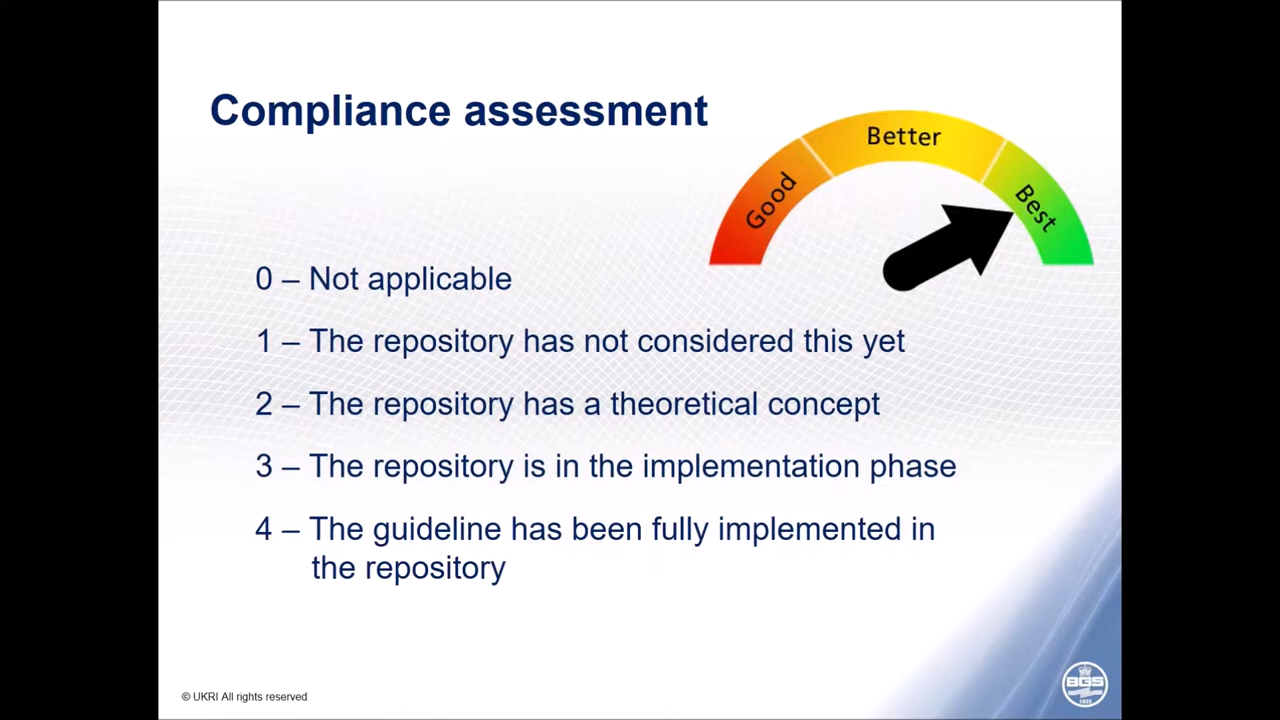 Compliance assessment
Good
Better
Best
0 – Not applicable
1 – The repository has not considered this yet
2 – The repository has a theoretical concept
3 – The repository is in the implementation phase
4 – The guideline has been fully implemented in
the repository
© UKRI All rights reserved
BGS
1835